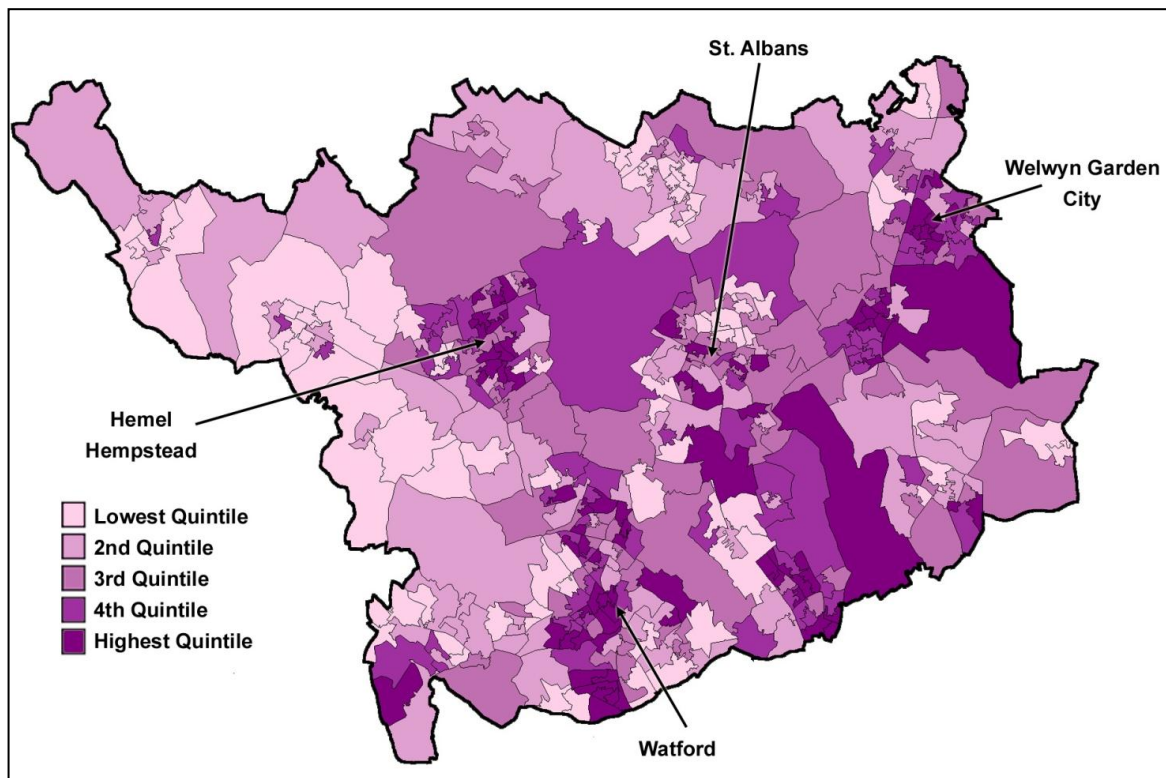 St. Albans
Welwyn Garden
City
Hemel
Hempstead
Lowest Quintile
2nd Quintile
3rd Quintile
4th Quintile
Highest Quintile
Watford